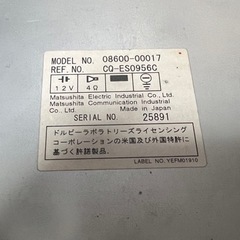 MODEL NO. 08600-00017
REF. NO. CQ-ES0956C
12V 4Ω
Matsushita Electric Industrial Co., Ltd.
Matsushita Communication Industrial Co., Ltd.
SERIAL NO. 25891
ドルビーラボラトリーズライセンシング
コーポレーションの米国及び外国特許に
基づく許諾製品。
LABEL NO. YEFM01910